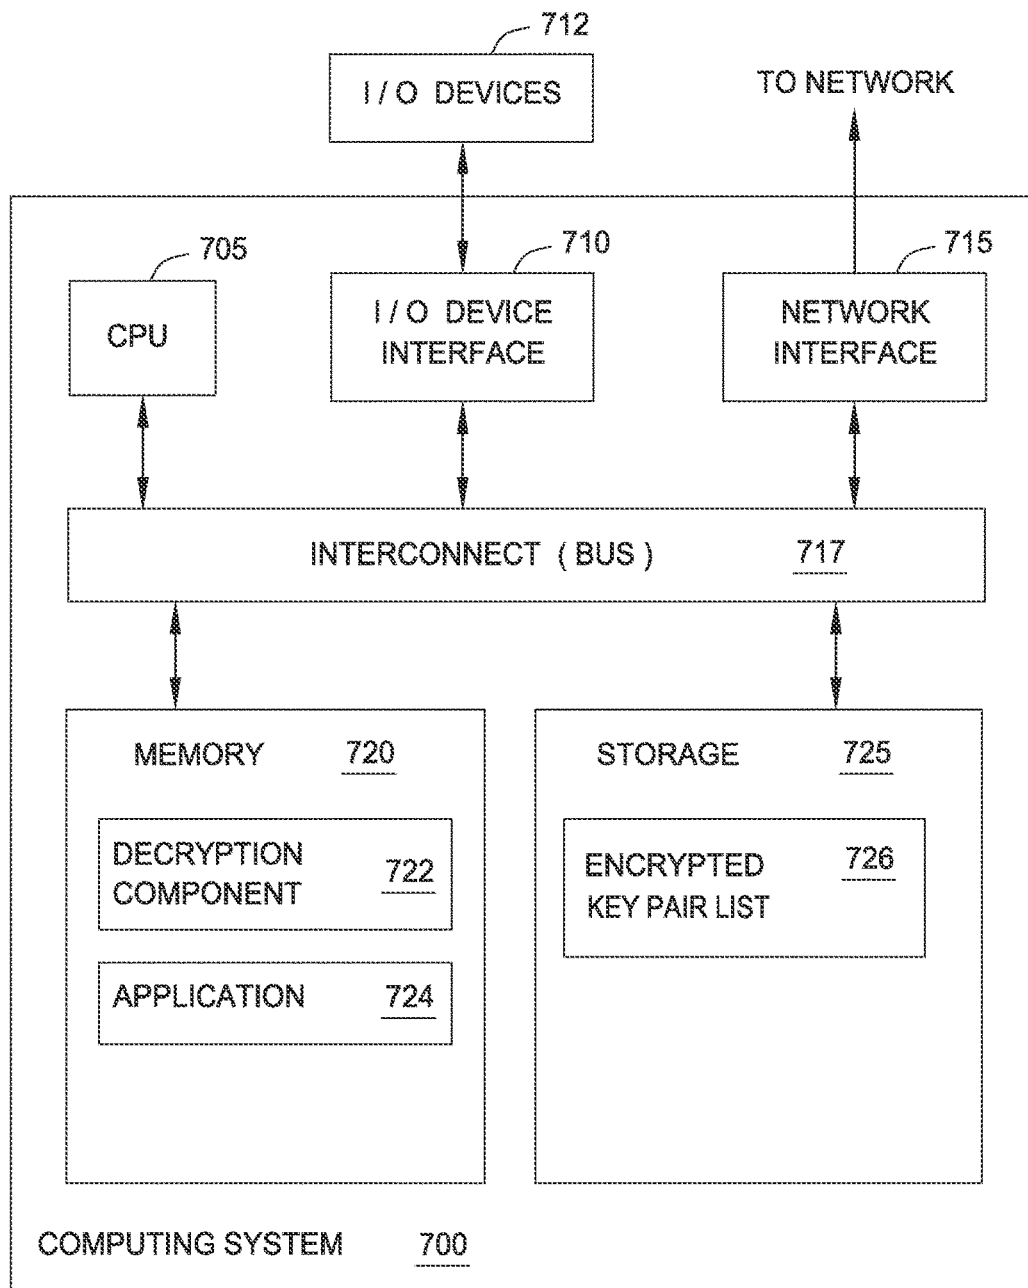 712
I / O DEVICES
TO NETWORK
705
710
715
CPU
I / O DEVICE
INTERFACE
NETWORK
INTERFACE
INTERCONNECT ( BUS ) 717
MEMORY 720
DECRYPTION
COMPONENT 722
APPLICATION 724
STORAGE 725
ENCRYPTED
KEY PAIR LIST 726
COMPUTING SYSTEM 700